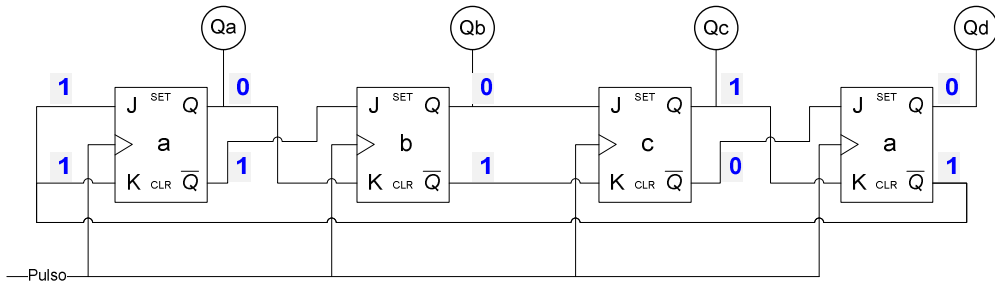 Qa Qb Qc Qd
1 0 0 1 0
J SET Q J SET Q J SET Q J SET Q
a b c a
1 1 1 0 1
K CLR Q̅ K CLR Q̅ K CLR Q̅ K CLR Q̅
Pulso